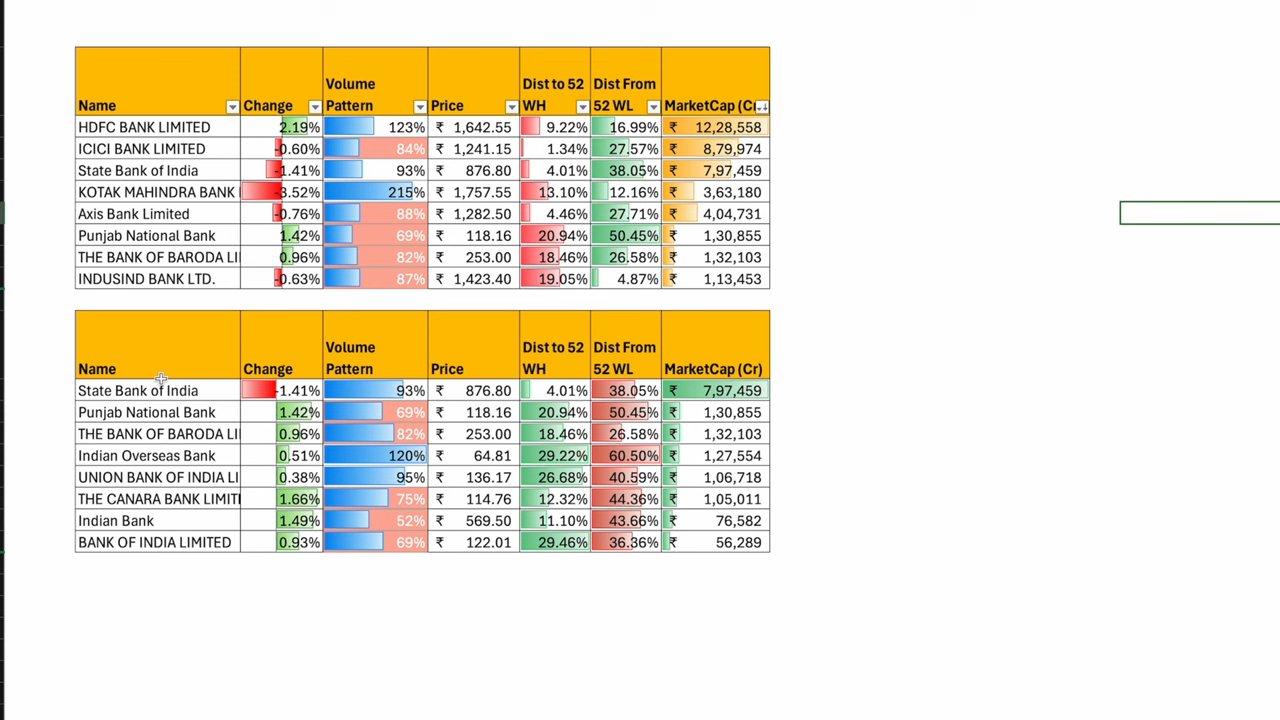 Name Change Volume Pattern Price Dist to 52 WH Dist From 52 WL MarketCap (Cr
HDFC BANK LIMITED 2.19% 123% ₹ 1,642.55 9.22% 16.99% ₹ 12,28,558
ICICI BANK LIMITED -0.60% 84% ₹ 1,241.15 1.34% 27.57% ₹ 8,79,974
State Bank of India -1.41% 93% ₹ 876.80 4.01% 38.05% ₹ 7,97,459
KOTAK MAHINDRA BANK -3.52% 215% ₹ 1,757.55 13.10% 12.16% ₹ 3,63,180
Axis Bank Limited -0.76% 88% ₹ 1,282.50 4.46% 27.71% ₹ 4,04,731
Punjab National Bank 1.42% 69% ₹ 118.16 20.94% 50.45% ₹ 1,30,855
THE BANK OF BARODA LI 0.96% 82% ₹ 253.00 18.46% 26.58% ₹ 1,32,103
INDUSIND BANK LTD. -0.63% 87% ₹ 1,423.40 19.05% 4.87% ₹ 1,13,453
Name Change Volume Pattern Price Dist to 52 WH Dist From 52 WL MarketCap (Cr)
State Bank of India -1.41% 93% ₹ 876.80 4.01% 38.05% ₹ 7,97,459
Punjab National Bank 1.42% 69% ₹ 118.16 20.94% 50.45% ₹ 1,30,855
THE BANK OF BARODA LI 0.96% 82% ₹ 253.00 18.46% 26.58% ₹ 1,32,103
Indian Overseas Bank 0.51% 120% ₹ 64.81 29.22% 60.50% ₹ 1,27,554
UNION BANK OF INDIA LI 0.38% 95% ₹ 136.17 26.68% 40.59% ₹ 1,06,718
THE CANARA BANK LIMIT 1.66% 75% ₹ 114.76 12.32% 44.36% ₹ 1,05,011
Indian Bank 1.49% 52% ₹ 569.50 11.10% 43.66% ₹ 76,582
BANK OF INDIA LIMITED 0.93% 69% ₹ 122.01 29.46% 36.36% ₹ 56,289